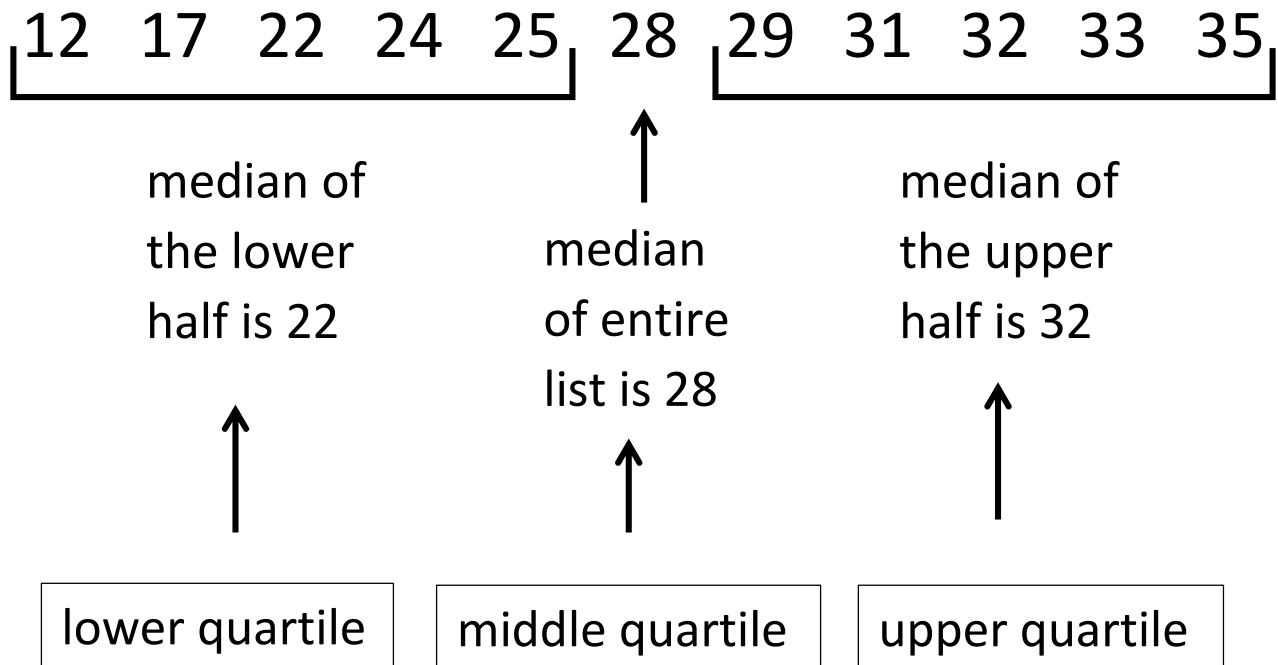 12 17 22 24 25 28 29 31 32 33 35
median of
the lower
half is 22
median
of entire
list is 28
median of
the upper
half is 32
lower quartile
middle quartile
upper quartile